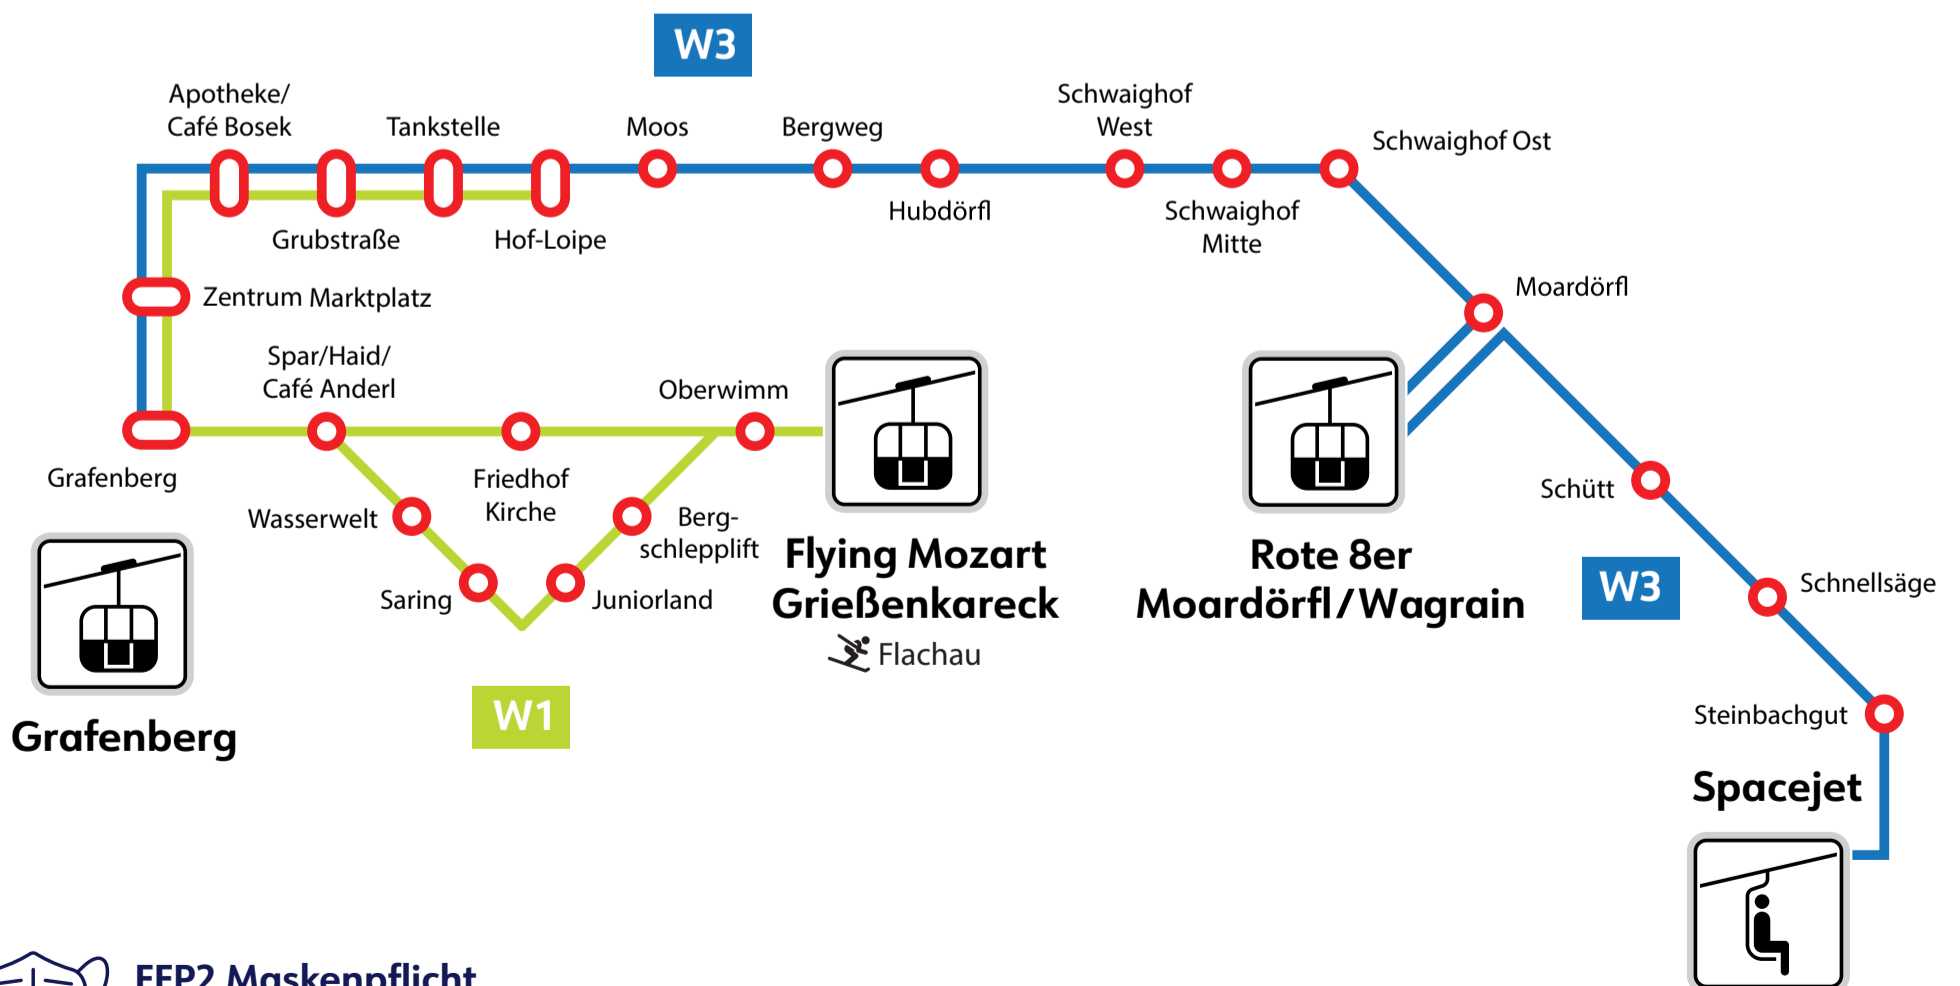 W3
Apotheke/
Café Bosek
Tankstelle
Moos
Bergweg
Schwaighof
West
Schwaighof Ost
Grubstraße
Hof-Loipe
Hubdörfl
Schwaighof
Mitte
Zentrum Marktplatz
Moardörfl
Spar/Haid/
Café Anderl
Oberwimm
Grafenberg
Friedhof
Kirche
Wasserwelt
Berg-
schlepplift
Saring
Juniorland
Schütt
Flying Mozart
Grießenkareck
Flachau
Rote 8er
Moardörfl/Wagrain
W3
Schnellsäge
W1
Grafenberg
Steinbachgut
Spacejet
FFP2 Maskenpflicht